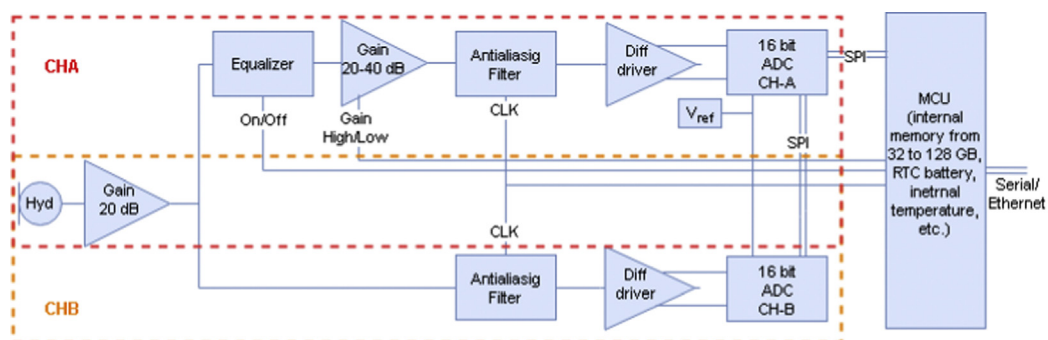 CHA
Equalizer
Gain
20-40 dB
Antialiasig
Filter
Diff
driver
16 bit
ADC
CH-A
SPI
On/Off
Gain
High/Low
CLK
Vref
SPI
MCU
(internal
memory from
32 to 128 GB,
RTC battery,
inetrnal
temperature,
etc.)
Serial/
Ethernet
Hyd
Gain
20 dB
CLK
CHB
Antialiasig
Filter
Diff
driver
16 bit
ADC
CH-B